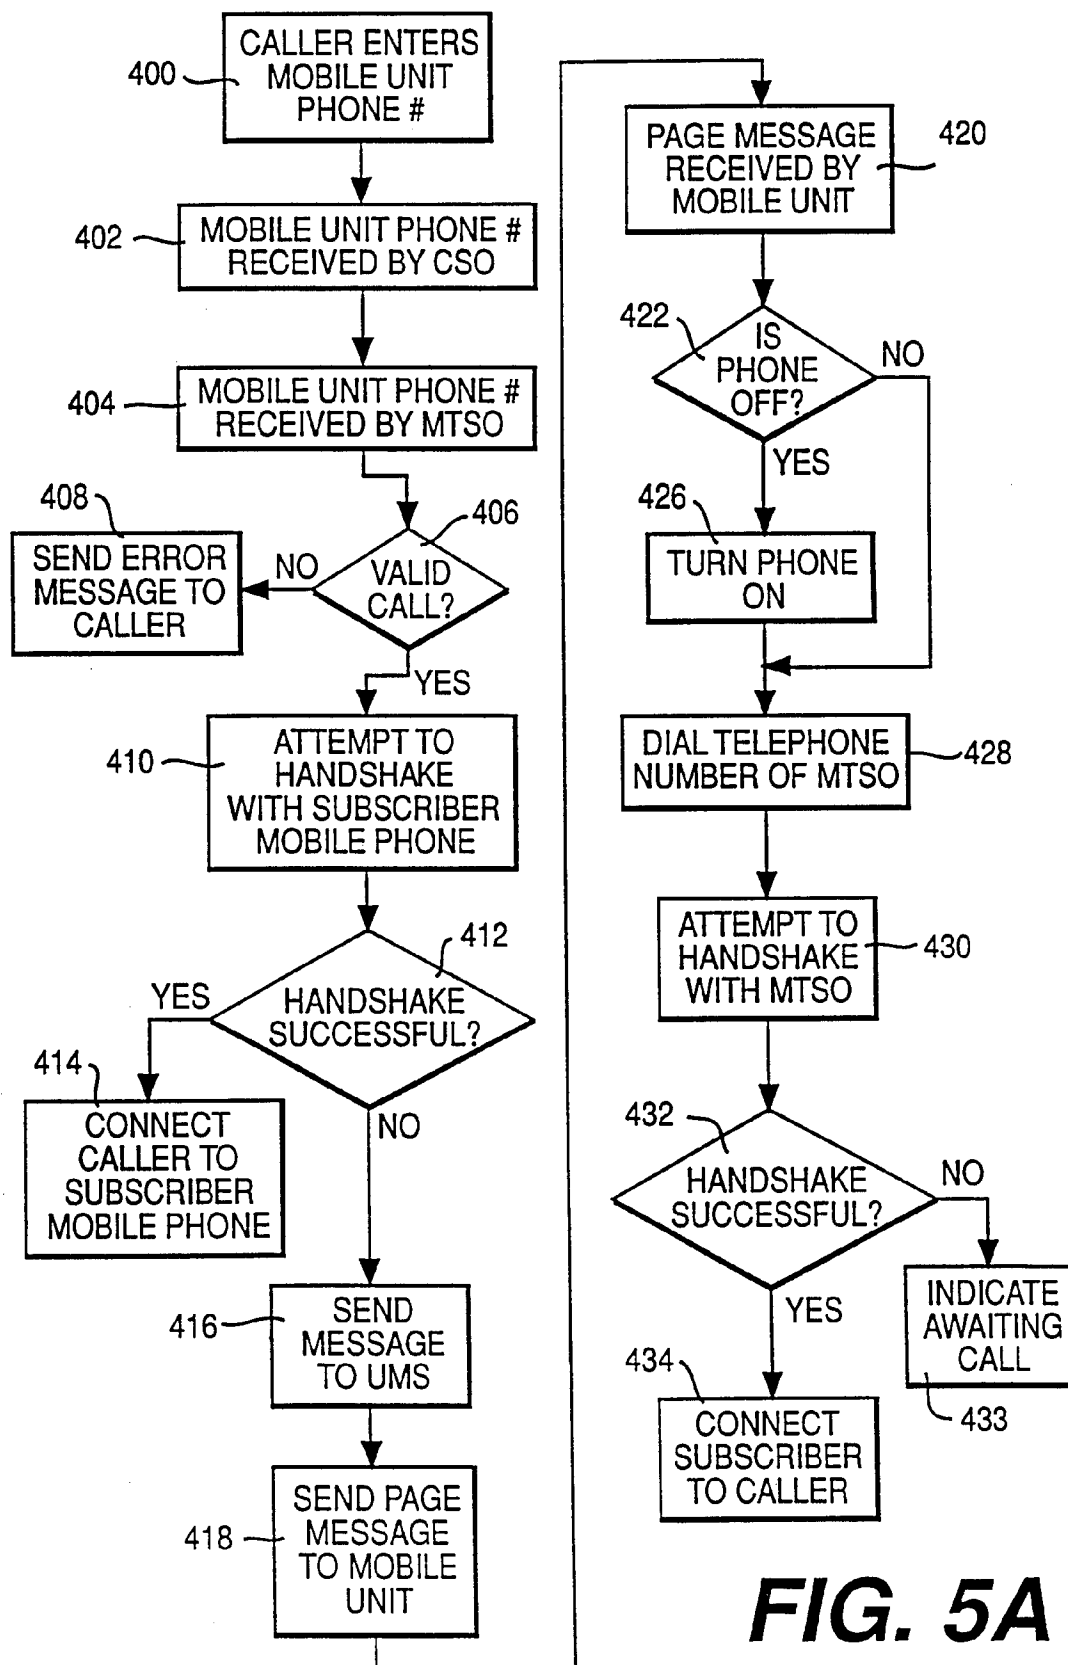 400
CALLER ENTERS
MOBILE UNIT
PHONE #
402
MOBILE UNIT PHONE #
RECEIVED BY CSO
404
MOBILE UNIT PHONE #
RECEIVED BY MTSO
406
VALID
CALL?
NO
408
SEND ERROR
MESSAGE TO
CALLER
YES
410
ATTEMPT TO
HANDSHAKE
WITH SUBSCRIBER
MOBILE PHONE
412
HANDSHAKE
SUCCESSFUL?
YES
414
CONNECT
CALLER TO
SUBSCRIBER
MOBILE PHONE
NO
416
SEND
MESSAGE
TO UMS
418
SEND PAGE
MESSAGE
TO MOBILE
UNIT
420
PAGE MESSAGE
RECEIVED BY
MOBILE UNIT
422
IS
PHONE
OFF?
NO
YES
426
TURN PHONE
ON
428
DIAL TELEPHONE
NUMBER OF MTSO
430
ATTEMPT TO
HANDSHAKE
WITH MTSO
432
HANDSHAKE
SUCCESSFUL?
NO
INDICATE
AWAITING
CALL
433
YES
434
CONNECT
SUBSCRIBER
TO CALLER
FIG. 5A